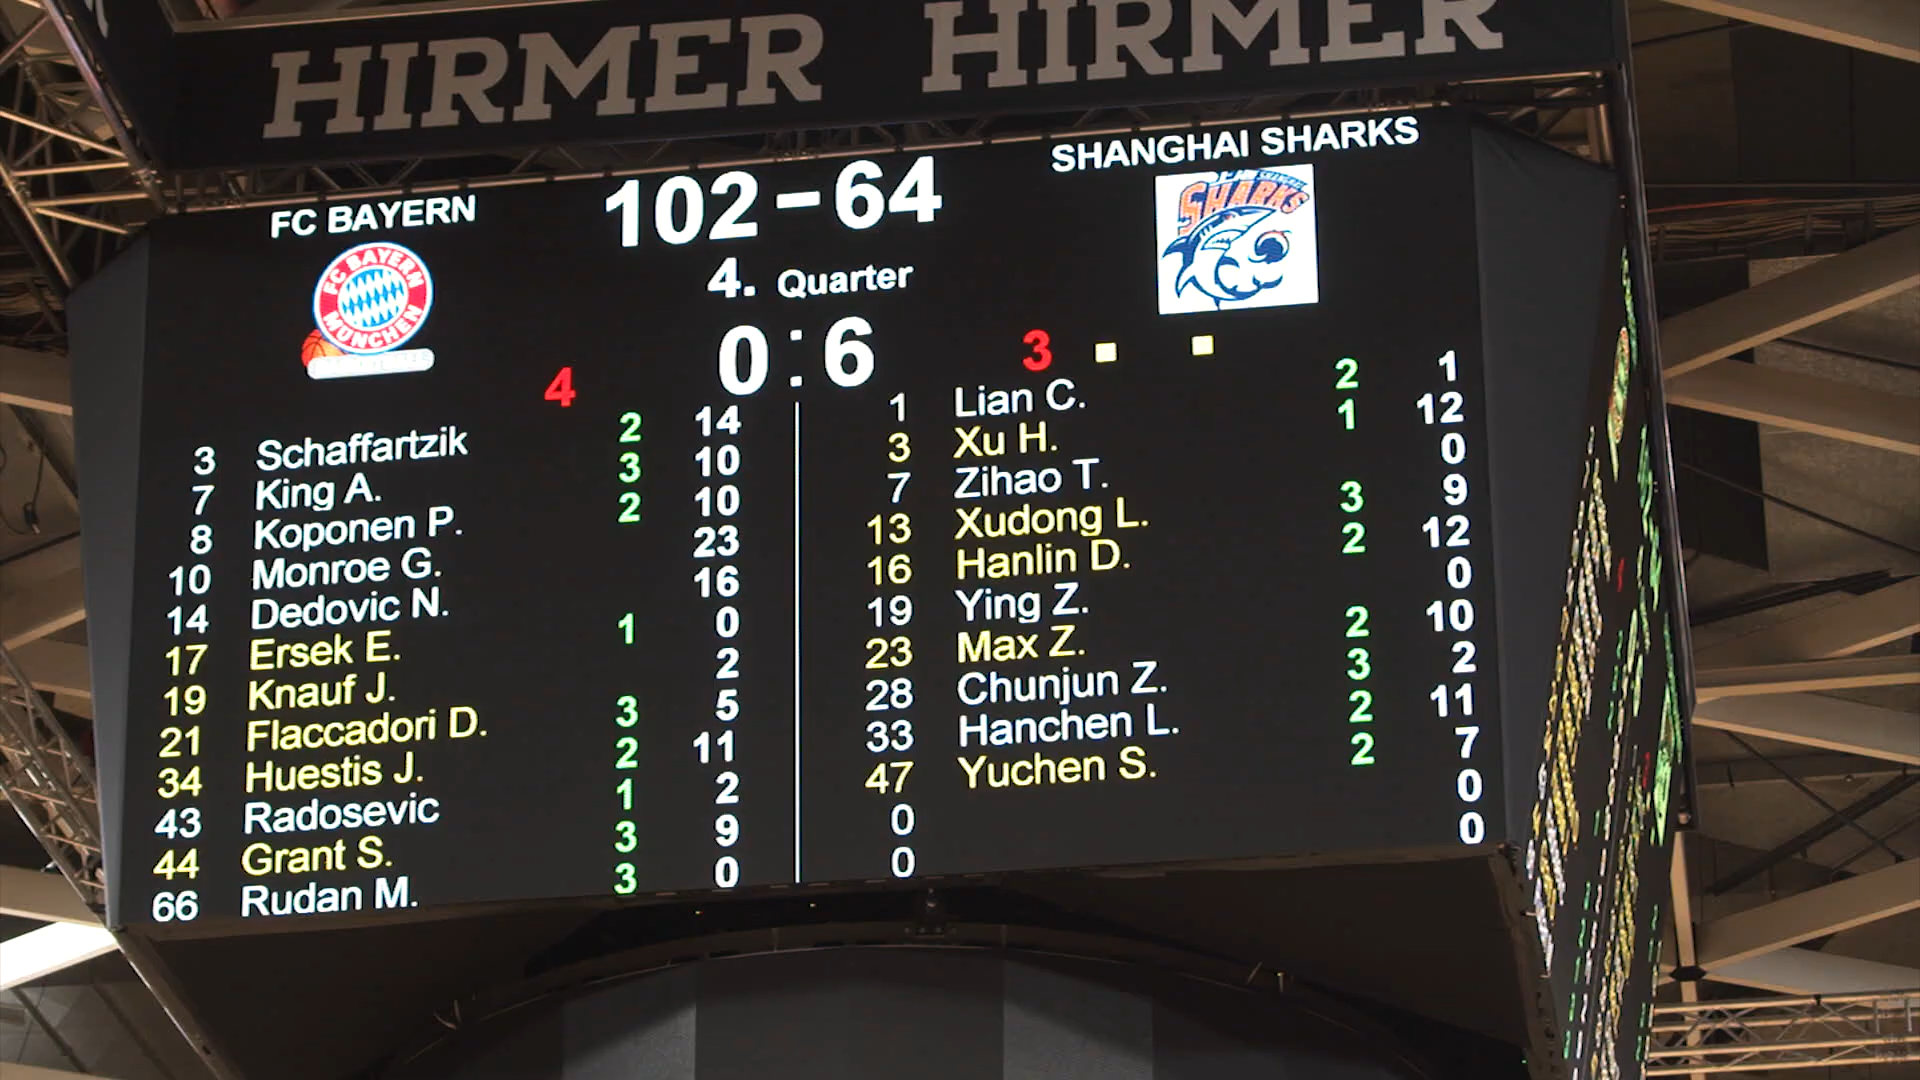 HIRMER HIRMER
FC BAYERN
102-64
SHANGHAI SHARKS
FC BAYERN
MÜNCHEN
SHARKS
4. Quarter
0:6
4
3
3 Schaffartzik 2 14
7 King A. 3 10
8 Koponen P. 2 10
10 Monroe G. 23
14 Dedovic N. 16
17 Ersek E. 1 0
19 Knauf J. 2
21 Flaccadori D. 3 5
34 Huestis J. 2 11
43 Radosevic 1 2
44 Grant S. 3 9
66 Rudan M. 3 0
1 Lian C. 2 1
3 Xu H. 1 12
7 Zihao T. 0
13 Xudong L. 3 9
16 Hanlin D. 2 12
19 Ying Z. 0
23 Max Z. 2 10
28 Chunjun Z. 3 2
33 Hanchen L. 2 11
47 Yuchen S. 2 7
0 0
0 0